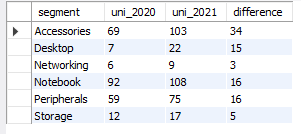 segment uni_2020 uni_2021 difference
Accessories 69 103 34
Desktop 7 22 15
Networking 6 9 3
Notebook 92 108 16
Peripherals 59 75 16
Storage 12 17 5